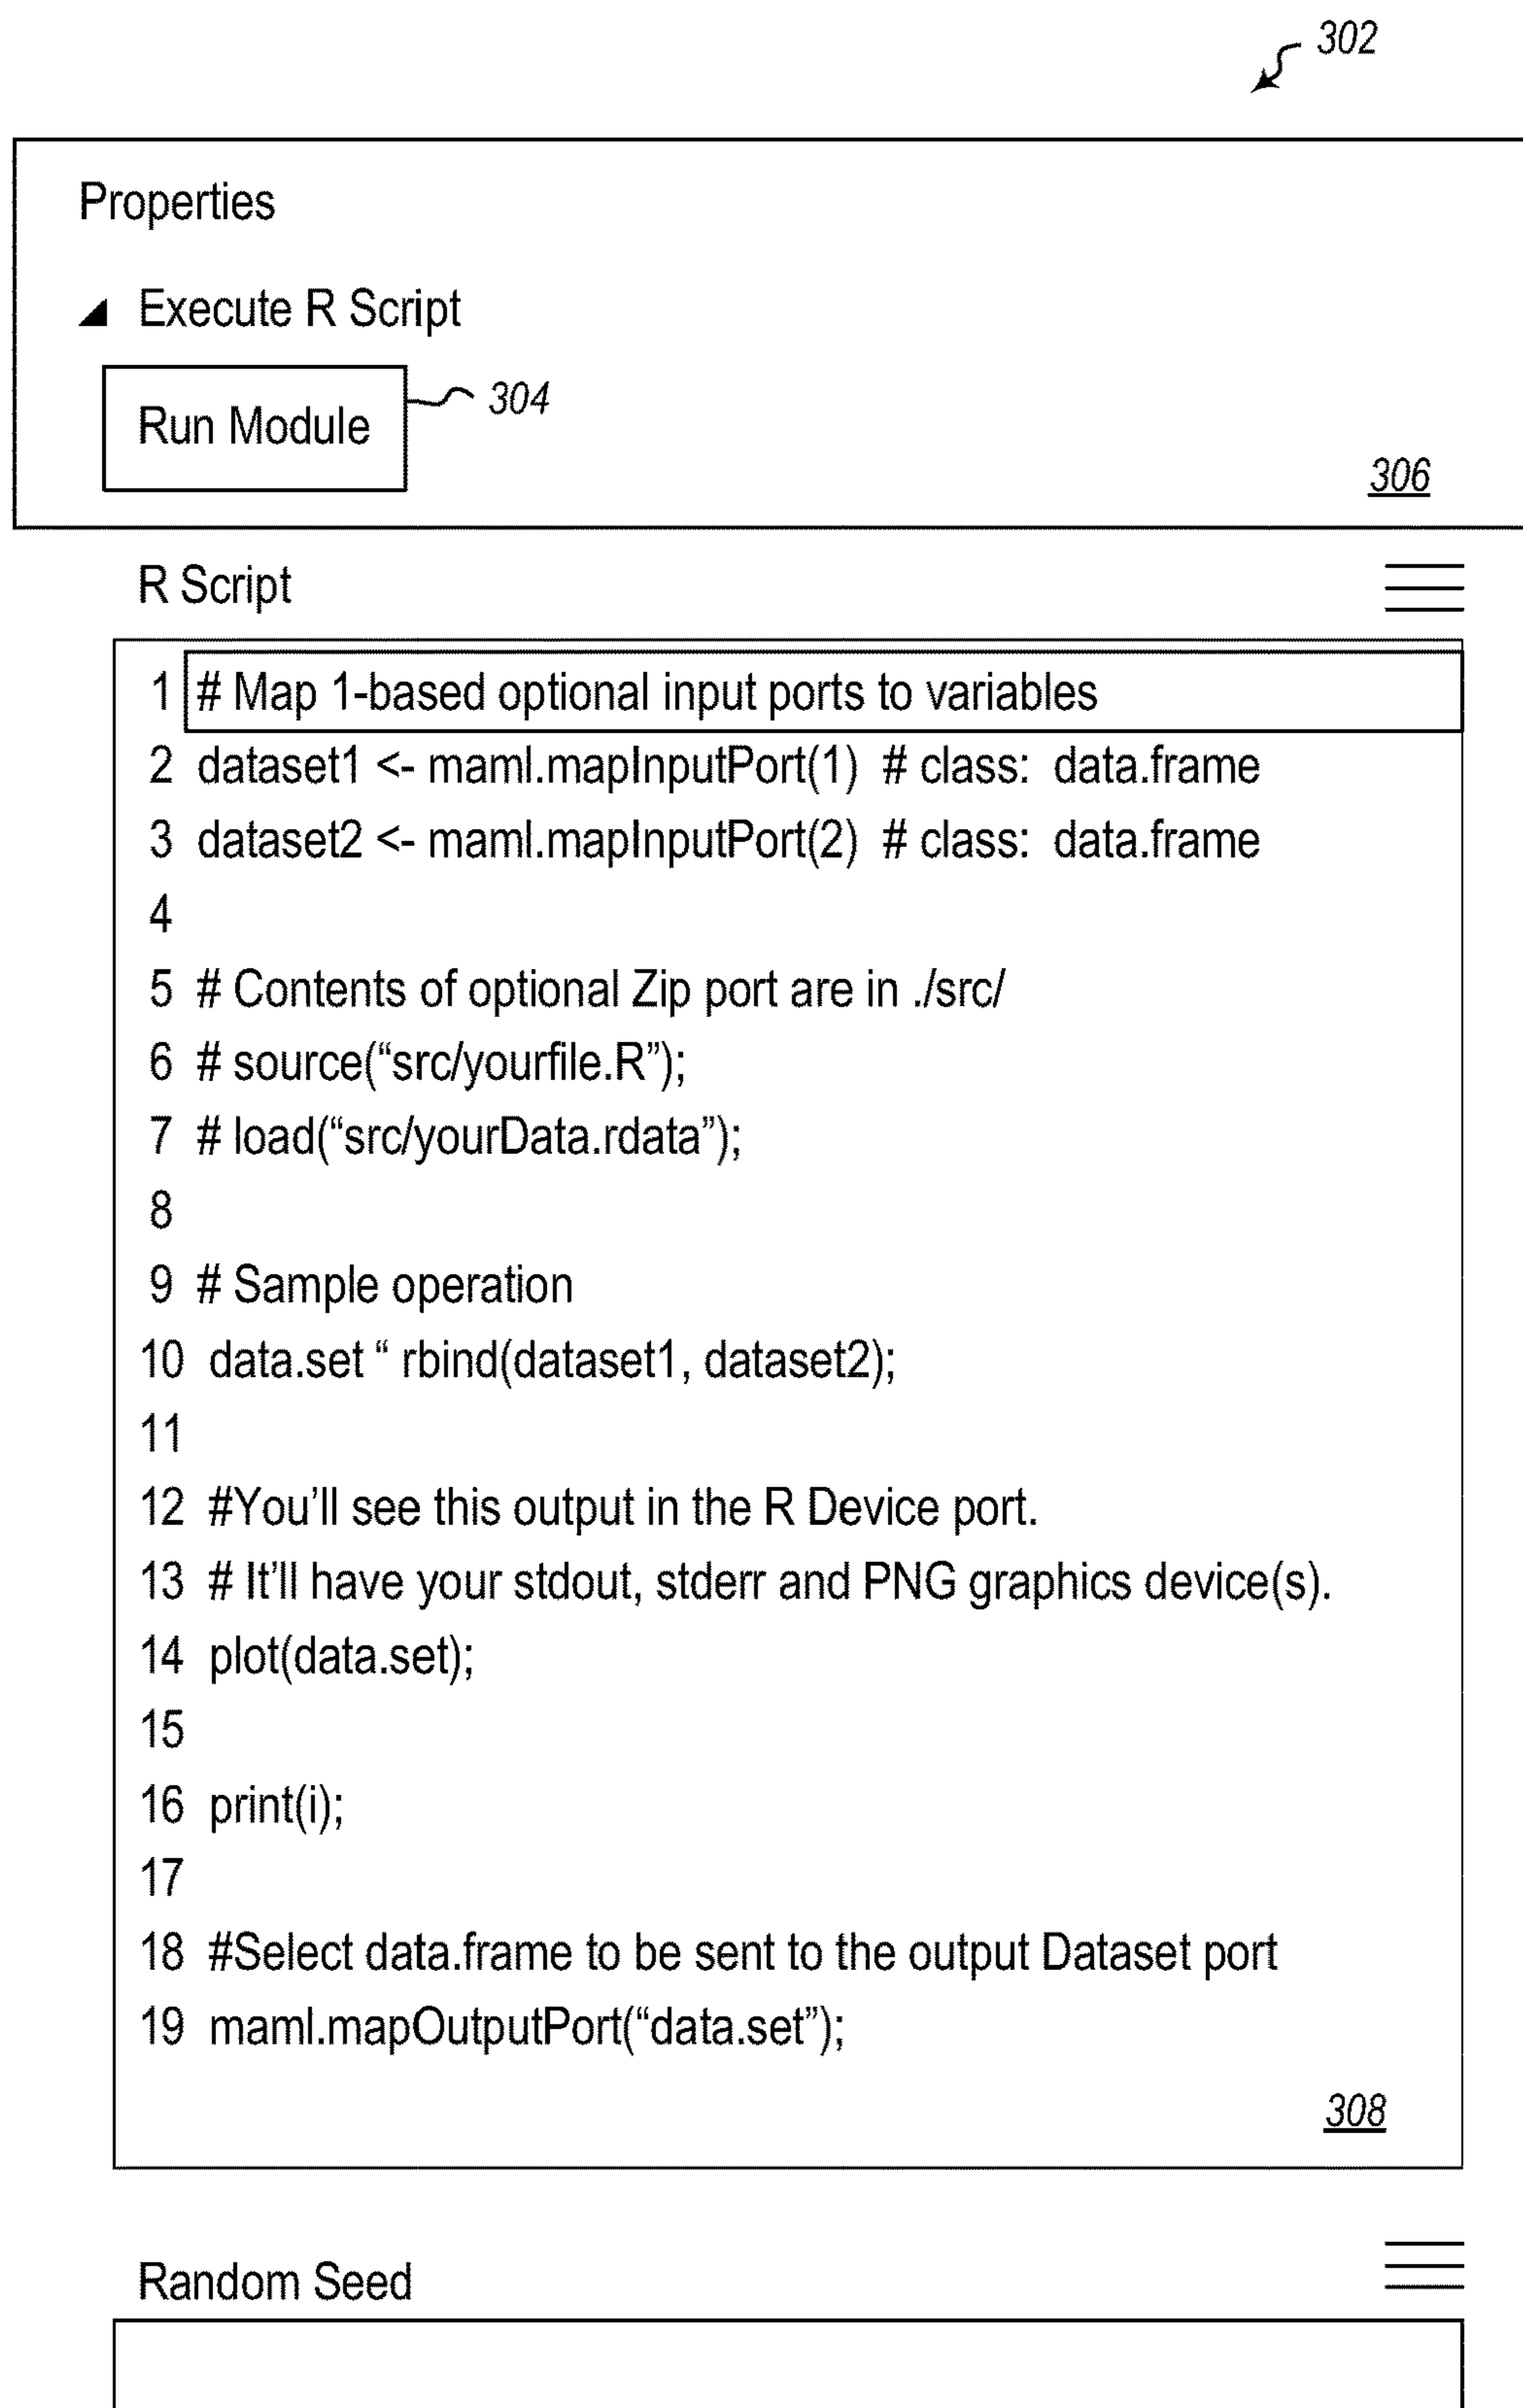 302
Properties
Execute R Script
Run Module
304
306
R Script
1 # Map 1-based optional input ports to variables
2 dataset1 <- maml.mapInputPort(1) # class: data.frame
3 dataset2 <- maml.mapInputPort(2) # class: data.frame
4
5 # Contents of optional Zip port are in ./src/
6 # source(“src/yourfile.R”);
7 # load(“src/yourData.rdata”);
8
9 # Sample operation
10 data.set “ rbind(dataset1, dataset2);
11
12 #You’ll see this output in the R Device port.
13 # It’ll have your stdout, stderr and PNG graphics device(s).
14 plot(data.set);
15
16 print(i);
17
18 #Select data.frame to be sent to the output Dataset port
19 maml.mapOutputPort(“data.set”);
308
Random Seed